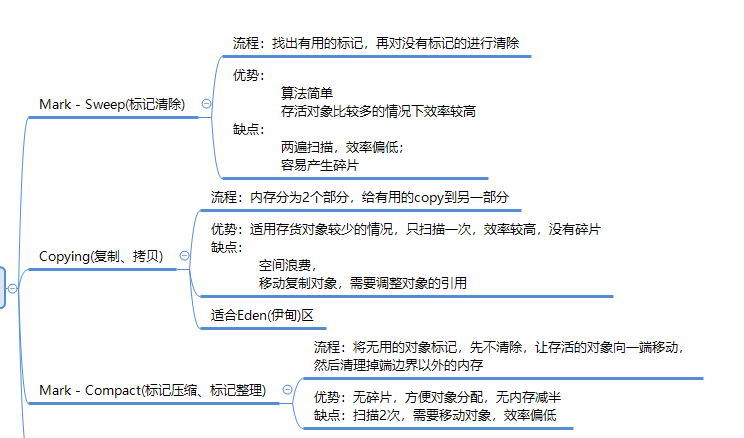 流程：找出有用的标记，再对没有标记的进行清除
Mark - Sweep(标记清除)
优势：
算法简单
存活对象比较多的情况下效率较高
缺点：
两遍扫描，效率偏低；
容易产生碎片
流程：内存分为2个部分，给有用的copy到另一部分
Copying(复制、拷贝)
优势：适用存货对象较少的情况，只扫描一次，效率较高，没有碎片
缺点：
空间浪费，
移动复制对象，需要调整对象的引用
适合Eden(伊甸)区
流程：将无用的对象标记，先不清除，让存活的对象向一端移动，
然后清理掉端边界以外的内存
Mark - Compact(标记压缩、标记整理)
优势：无碎片，方便对象分配，无内存减半
缺点：扫描2次，需要移动对象，效率偏低